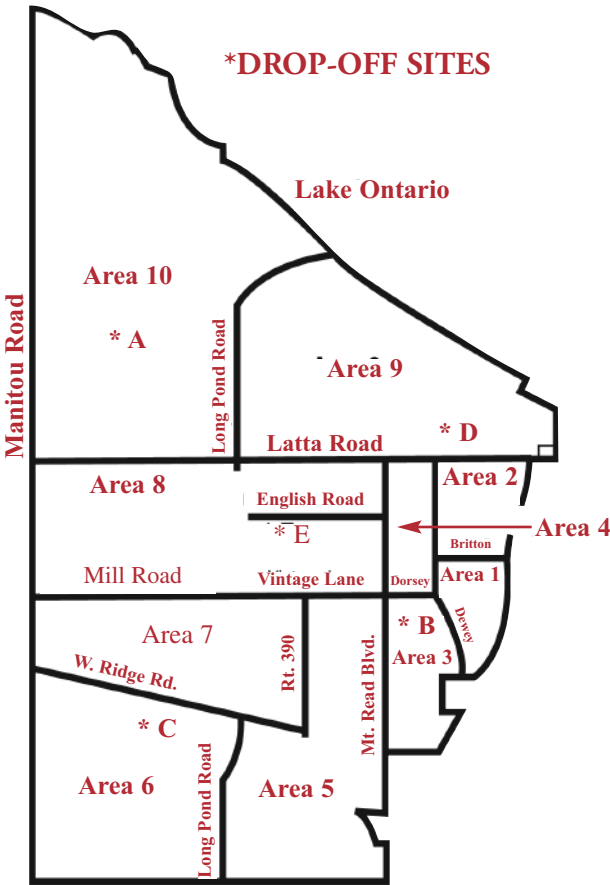 *DROP-OFF SITES
Lake Ontario
Area 10
* A
Manitou Road
Long Pond Road
Area 9
* D
Latta Road
Area 8
Area 2
English Road
* E
Area 4
Britton
Mill Road
Vintage Lane
Dorsey
Area 1
Area 7
* B
Dewey
Area 3
W. Ridge Rd.
Rt. 390
Mt. Read Blvd.
* C
Area 6
Long Pond Road
Area 5